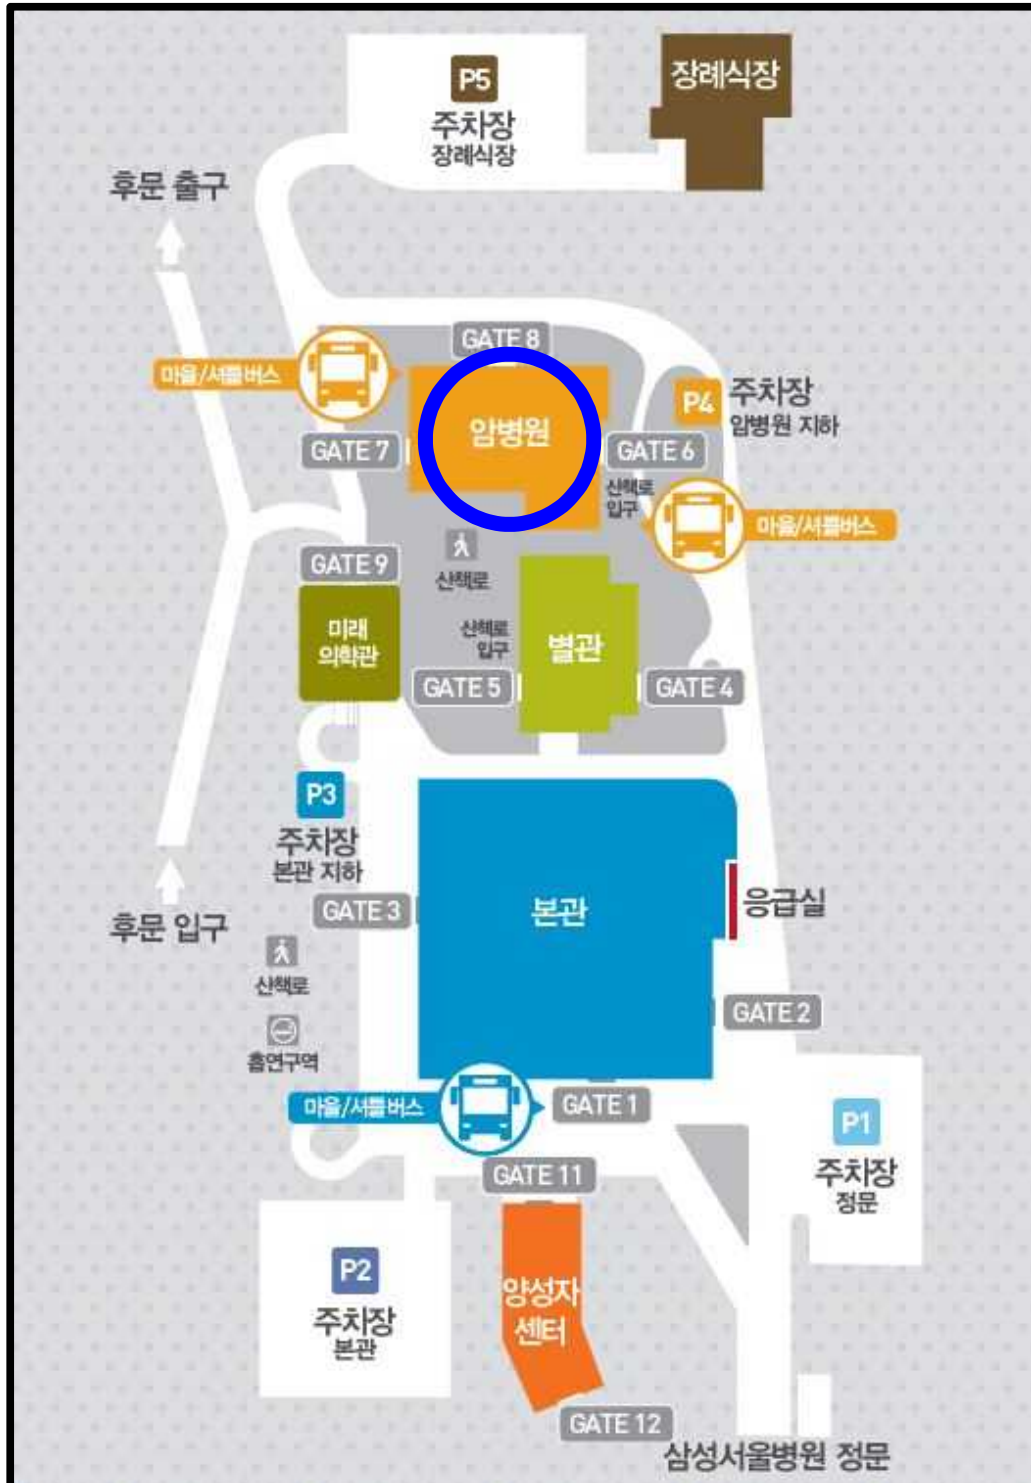 P5
주차장
장례식장
장례식장
후문 출구
GATE 8
마을/셔틀버스
암병원
P4
주차장
암병원 지하
GATE 7
GATE 6
산책로
입구
마을/셔틀버스
산책로
GATE 9
미래
의학관
산책로
입구
별관
GATE 5
GATE 4
P3
주차장
본관 지하
GATE 3
본관
응급실
후문 입구
산책로
GATE 2
흡연구역
마을/셔틀버스
GATE 1
P1
주차장
정문
GATE 11
P2
주차장
본관
양성자
센터
GATE 12
삼성서울병원 정문